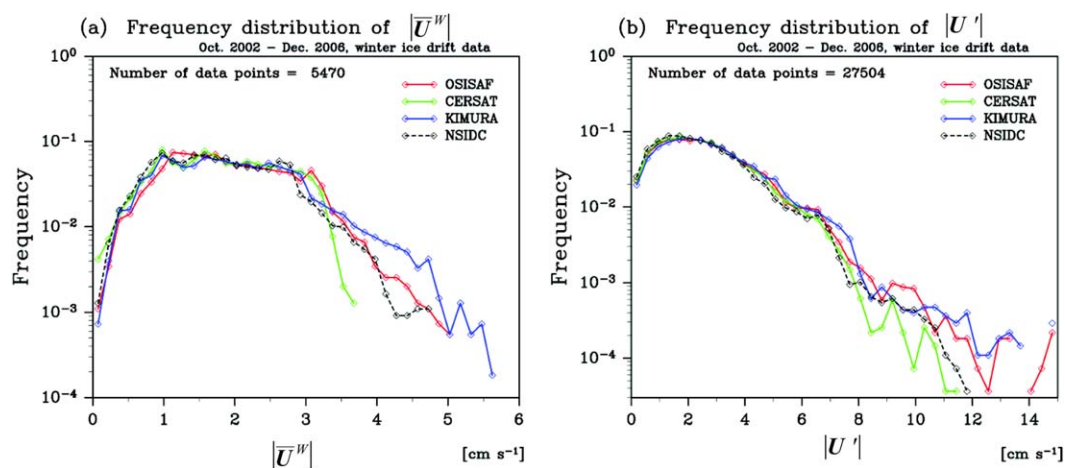 (a) Frequency distribution of |U̅^W|
Oct. 2002 – Dec. 2006, winter ice drift data
Number of data points = 5470
OSISAF
CERSAT
KIMURA
NSIDC
Frequency
10^0
10^-1
10^-2
10^-3
10^-4
0 1 2 3 4 5 6
|U̅^W| [cm s^-1]
(b) Frequency distribution of |U '|
Oct. 2002 – Dec. 2006, winter ice drift data
Number of data points = 27504
OSISAF
CERSAT
KIMURA
NSIDC
Frequency
10^0
10^-1
10^-2
10^-3
10^-4
0 2 4 6 8 10 12 14
|U '| [cm s^-1]